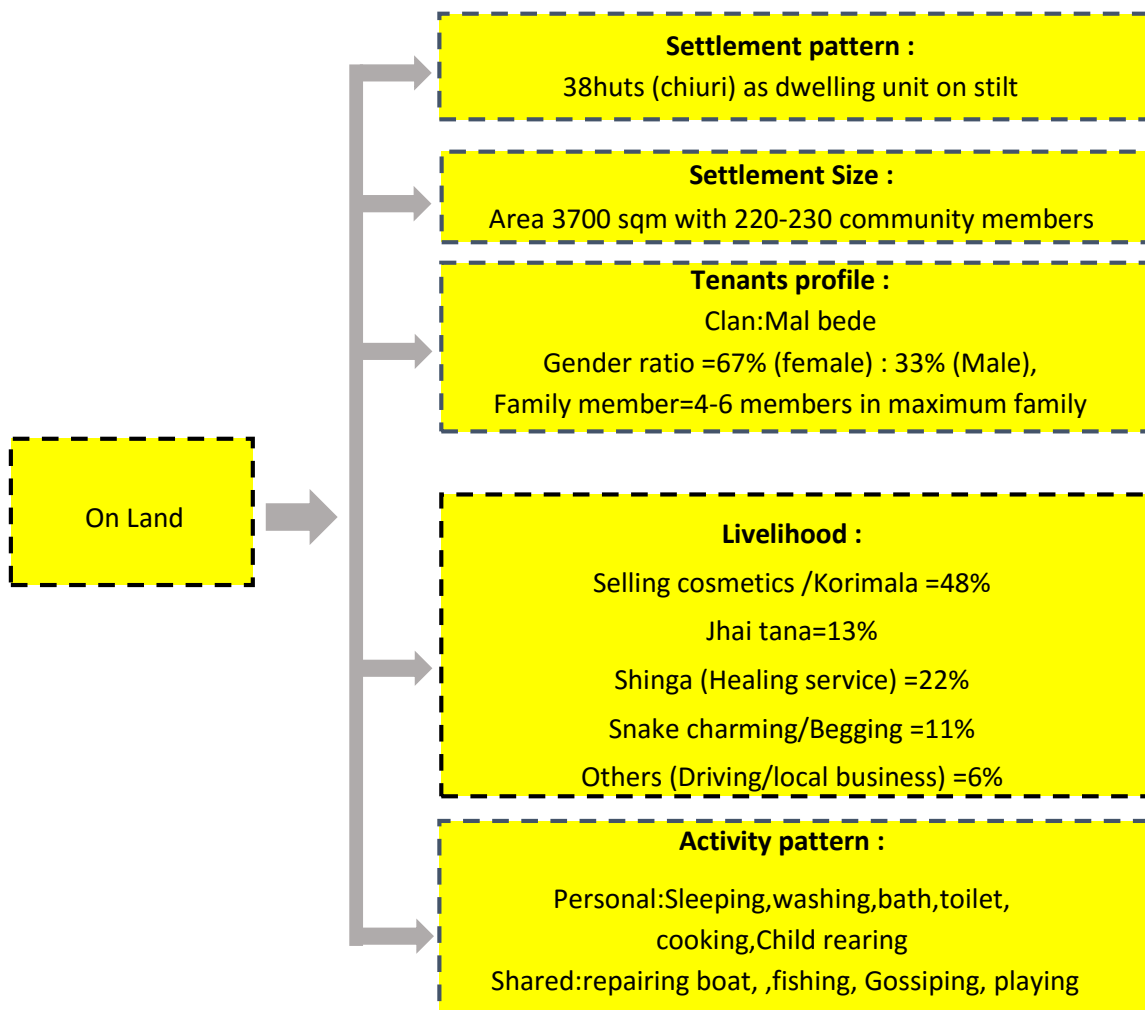 On Land
Settlement pattern :
38huts (chiuri) as dwelling unit on stilt
Settlement Size :
Area 3700 sqm with 220-230 community members
Tenants profile :
Clan:Mal bede
Gender ratio =67% (female) : 33% (Male),
Family member=4-6 members in maximum family
Livelihood :
Selling cosmetics /Korimala =48%
Jhai tana=13%
Shinga (Healing service) =22%
Snake charming/Begging =11%
Others (Driving/local business) =6%
Activity pattern :
Personal:Sleeping,washing,bath,toilet,
cooking,Child rearing
Shared:repairing boat, ,fishing, Gossiping, playing